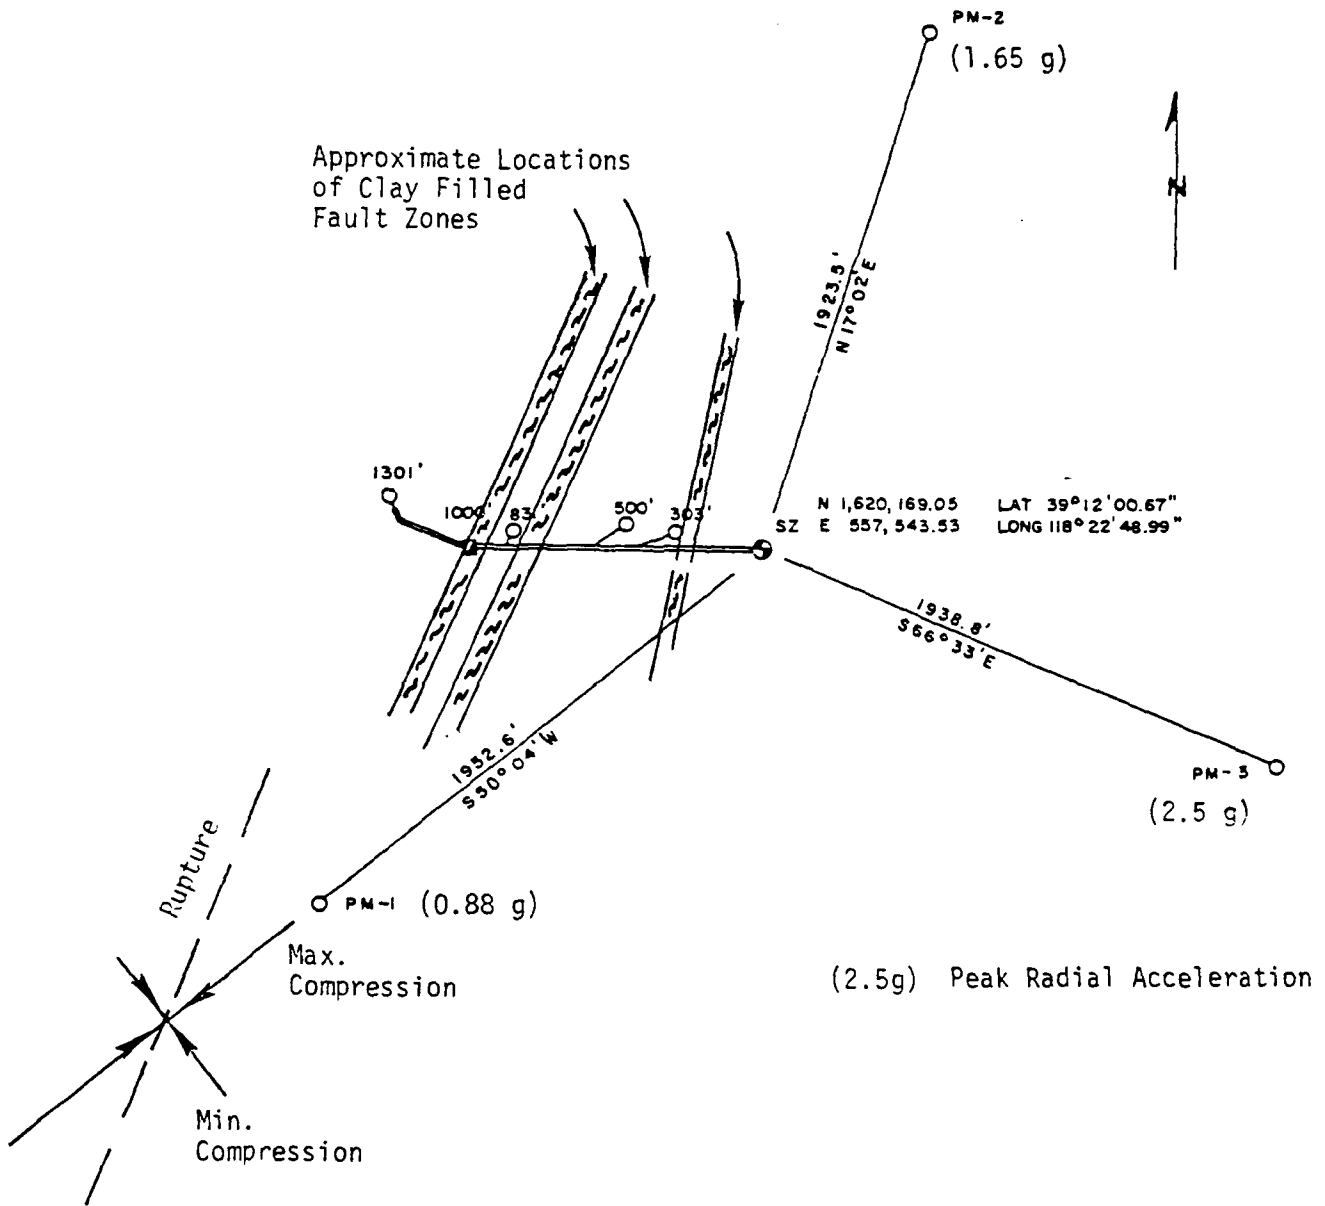 PM-2
(1.65 g)
Approximate Locations
of Clay Filled
Fault Zones
N
1923.5'
N 17° 02' E
1301'
1000'
83
500'
303'
N 1,620,169.05 LAT 39° 12' 00.67"
SZ E 557,543.53 LONG 118° 22' 48.99"
1938.8'
S 66° 33' E
1952.6'
S 50° 04' W
PM-3
(2.5 g)
Rupture
PM-1 (0.88 g)
Max.
Compression
(2.5g) Peak Radial Acceleration
Min.
Compression